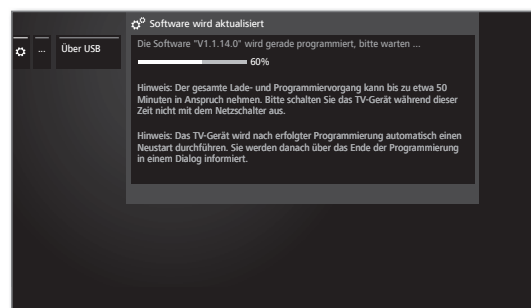 Software wird aktualisiert
... Über USB
Die Software "V1.1.14.0" wird gerade programmiert, bitte warten ...
60%
Hinweis: Der gesamte Lade- und Programmiervorgang kann bis zu etwa 50
Minuten in Anspruch nehmen. Bitte schalten Sie das TV-Gerät während dieser
Zeit nicht mit dem Netzschalter aus.
Hinweis: Das TV-Gerät wird nach erfolgter Programmierung automatisch einen
Neustart durchführen. Sie werden danach über das Ende der Programmierung
in einem Dialog informiert.